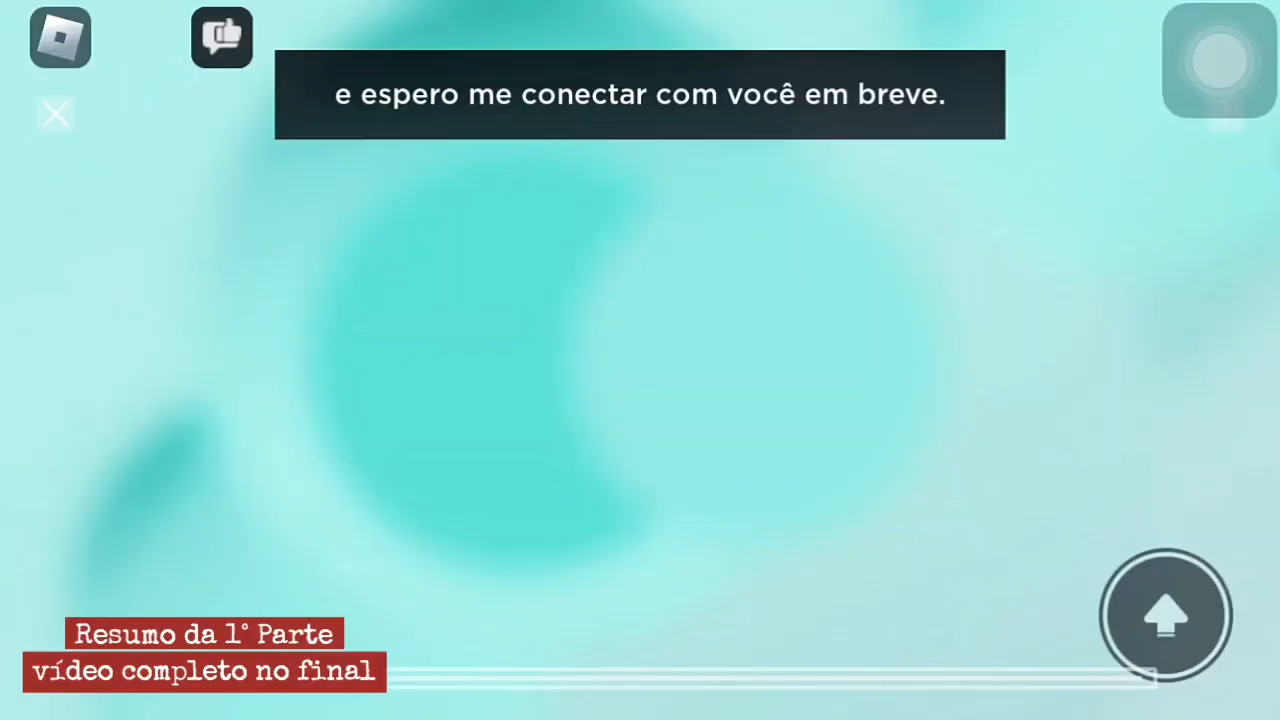 e espero me conectar com você em breve.
Resumo da 1° Parte
vídeo completo no final